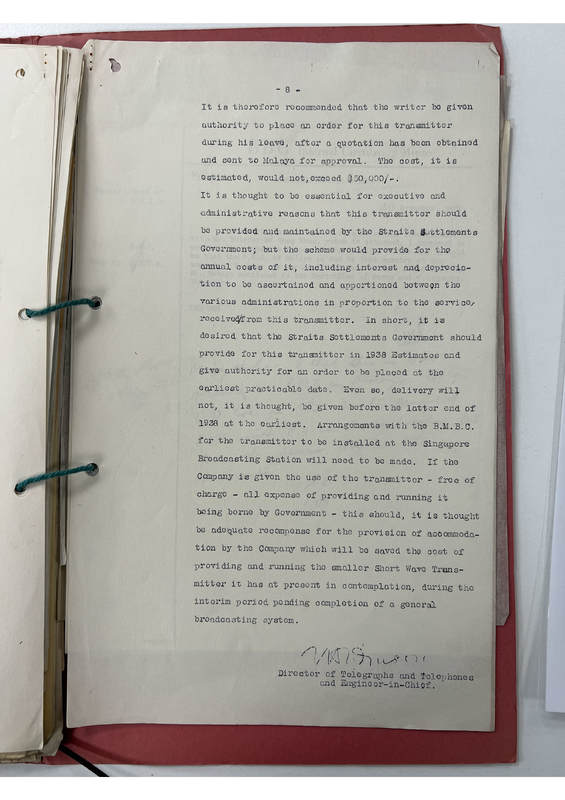 - 8 -
It is therefore recommended that the writer be given
authority to place an order for this transmitter
during his leave, after a quotation has been obtained
and sent to Malaya for approval. The cost, it is
estimated, would not exceed $50,000/-.
It is thought to be essential for executive and
administrative reasons that this transmitter should
be provided and maintained by the Straits Settlements
Government; but the scheme would provide for the
annual costs of it, including interest and deprecia-
tion to be ascertained and apportioned between the
various administrations in proportion to the service
received from this transmitter. In short, it is
desired that the Straits Settlements Government should
provide for this transmitter in 1938 Estimates and
give authority for an order to be placed at the
earliest practicable date. Even so, delivery will
not, it is thought, be given before the latter end of
1938 at the earliest. Arrangements with the B.M.B.C.
for the transmitter to be installed at the Singapore
Broadcasting Station will need to be made. If the
Company is given the use of the transmitter - free of
charge - all expense of providing and running it
being borne by Government - this should, it is thought
be adequate recompense for the provision of accommoda-
tion by the Company which will be saved the cost of
providing and running the smaller Short Wave Trans-
mitter it has at present in contemplation, during the
interim period pending completion of a general
broadcasting system.
Director of Telegraphs and Telephones
and Engineer-in-Chief.